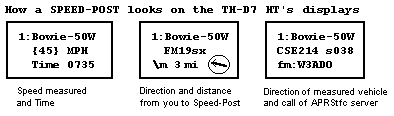 How a SPEED-POST looks on the TH-D7 HT's displays
1:Bowie-50W
{45} MPH
Time 0735
1:Bowie-50W
FM19sx
\m 3 mi
1:Bowie-50W
CSE214 s038
fm:W3ADO
Speed measured
and Time
Direction and distance
from you to Speed-Post
Direction of measured vehicle
and call of APRStfc server